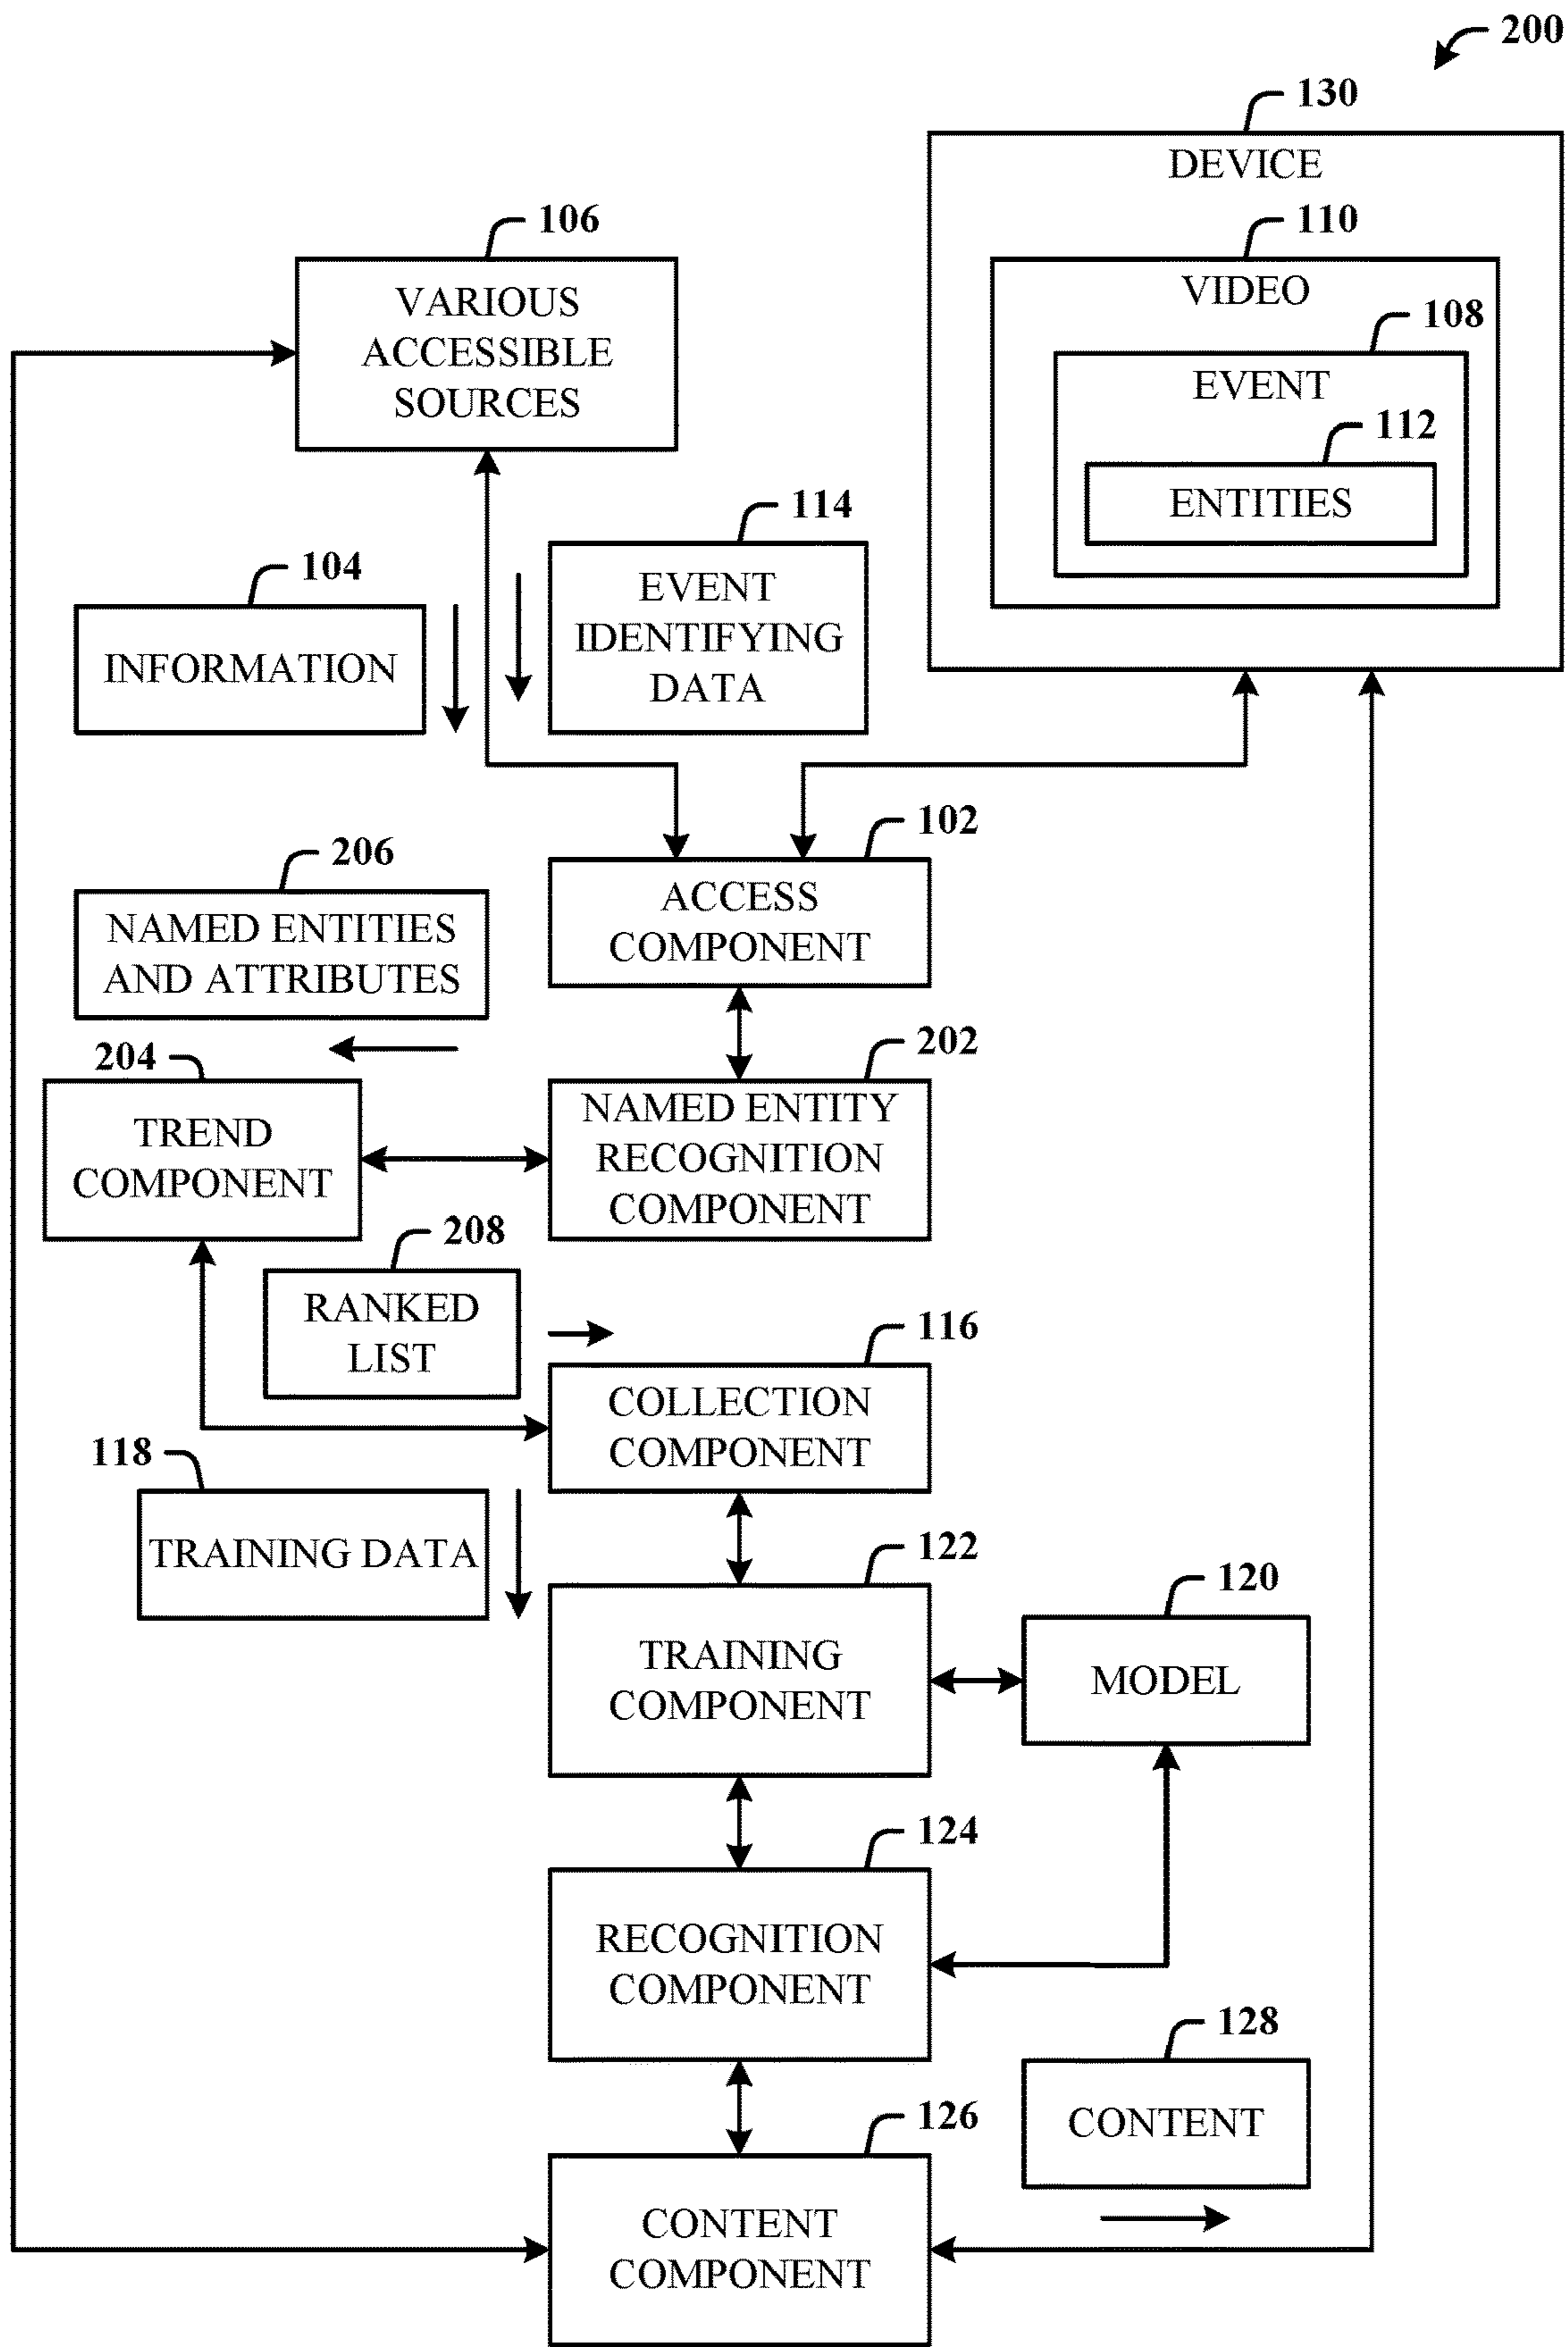 200
130
DEVICE
106
110
VARIOUS
ACCESSIBLE
SOURCES
VIDEO
108
EVENT
112
ENTITIES
114
EVENT
IDENTIFYING
DATA
104
INFORMATION
102
ACCESS
COMPONENT
206
NAMED ENTITIES
AND ATTRIBUTES
204
TREND
COMPONENT
202
NAMED ENTITY
RECOGNITION
COMPONENT
208
RANKED
LIST
116
COLLECTION
COMPONENT
118
TRAINING DATA
122
TRAINING
COMPONENT
120
MODEL
124
RECOGNITION
COMPONENT
128
CONTENT
126
CONTENT
COMPONENT